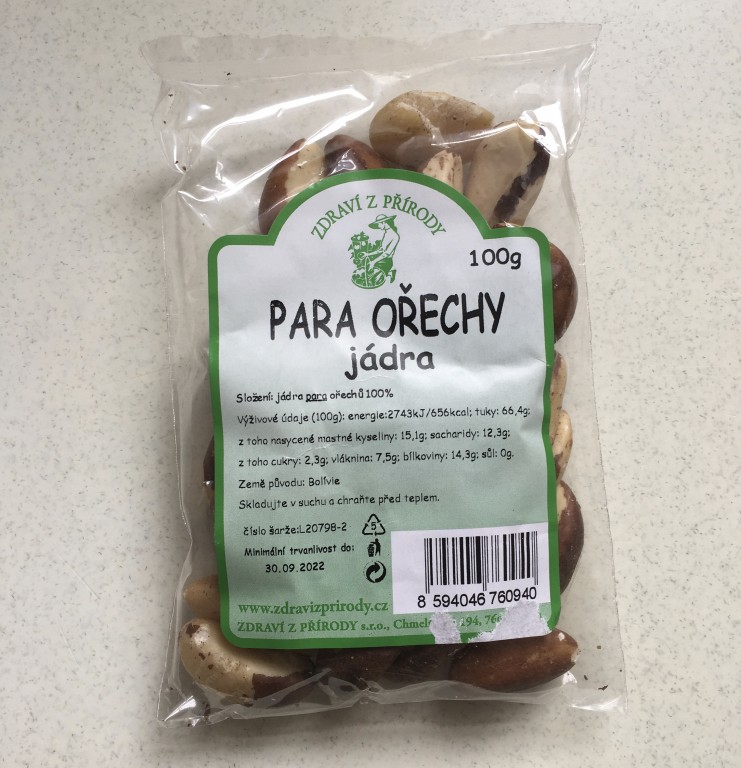 ZDRAVÍ Z PŘÍRODY
100g
PARA OŘECHY
jádra
Složení: jádra para ořechů 100%
Výživové údaje (100g): energie:2743kJ/656kcal; tuky: 66,4g;
z toho nasycené mastné kyseliny: 15,1g; sacharidy: 12,3g;
z toho cukry: 2,3g; vláknina: 7,5g; bílkoviny: 14,3g; sůl: 0g.
Země původu: Bolívie
Skladujte v suchu a chraňte před teplem.
číslo šarže:L20798-2
5
Minimální trvanlivost do:
30.09.2022
8 594046 760940
www.zdravizprirody.cz
ZDRAVÍ Z PŘÍRODY s.r.o.,